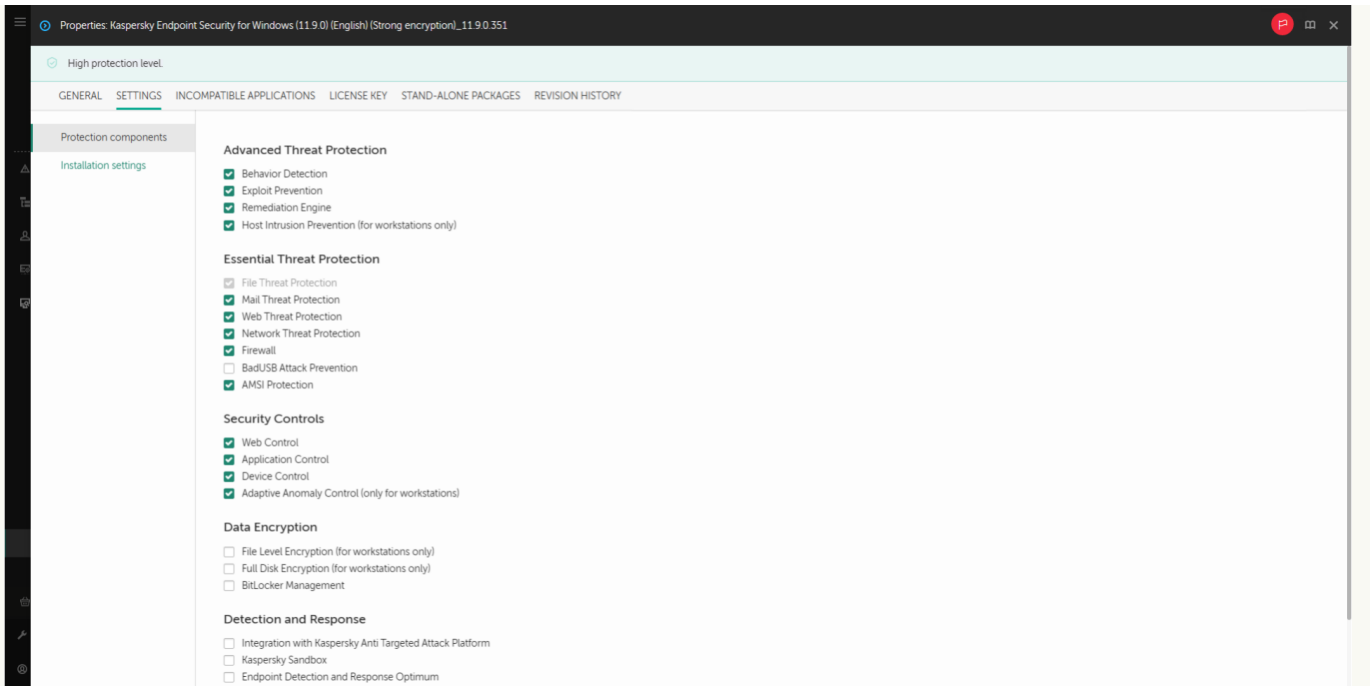 Properties: Kaspersky Endpoint Security for Windows (11.9.0) (English) (Strong encryption)_11.9.0.351
High protection level.
GENERAL SETTINGS INCOMPATIBLE APPLICATIONS LICENSE KEY STAND-ALONE PACKAGES REVISION HISTORY
Protection components
Installation settings
Advanced Threat Protection
Behavior Detection
Exploit Prevention
Remediation Engine
Host Intrusion Prevention (for workstations only)
Essential Threat Protection
File Threat Protection
Mail Threat Protection
Web Threat Protection
Network Threat Protection
Firewall
BadUSB Attack Prevention
AMSI Protection
Security Controls
Web Control
Application Control
Device Control
Adaptive Anomaly Control (only for workstations)
Data Encryption
File Level Encryption (for workstations only)
Full Disk Encryption (for workstations only)
BitLocker Management
Detection and Response
Integration with Kaspersky Anti Targeted Attack Platform
Kaspersky Sandbox
Endpoint Detection and Response Optimum